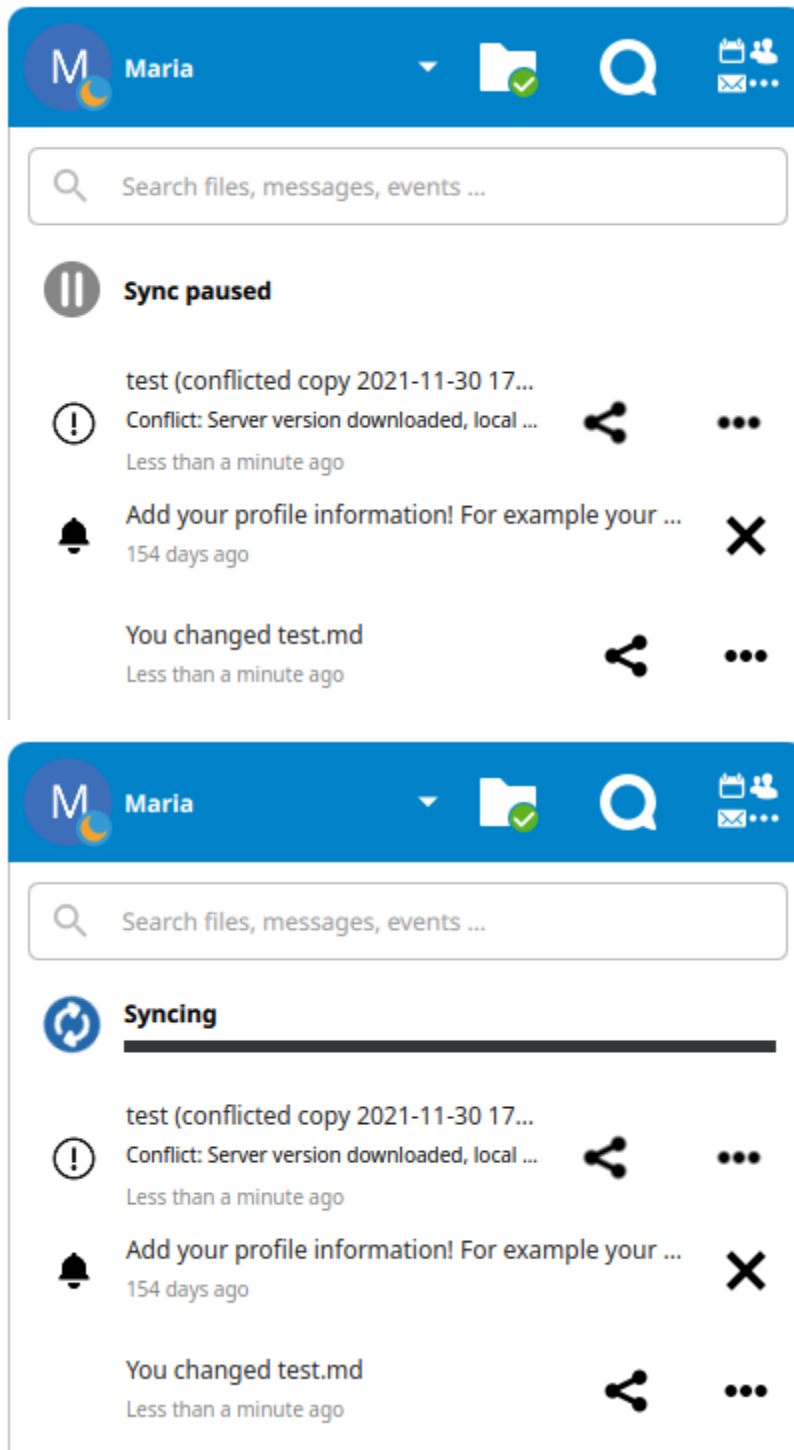 M Maria
Search files, messages, events ...
Sync paused
test (conflicted copy 2021-11-30 17...
Conflict: Server version downloaded, local ...
Less than a minute ago
Add your profile information! For example your ...
154 days ago
You changed test.md
Less than a minute ago
M Maria
Search files, messages, events ...
Syncing
test (conflicted copy 2021-11-30 17...
Conflict: Server version downloaded, local ...
Less than a minute ago
Add your profile information! For example your ...
154 days ago
You changed test.md
Less than a minute ago